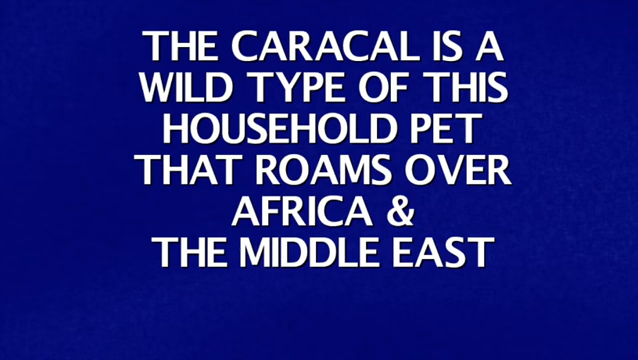 THE CARACAL IS A
WILD TYPE OF THIS
HOUSEHOLD PET
THAT ROAMS OVER
AFRICA &
THE MIDDLE EAST